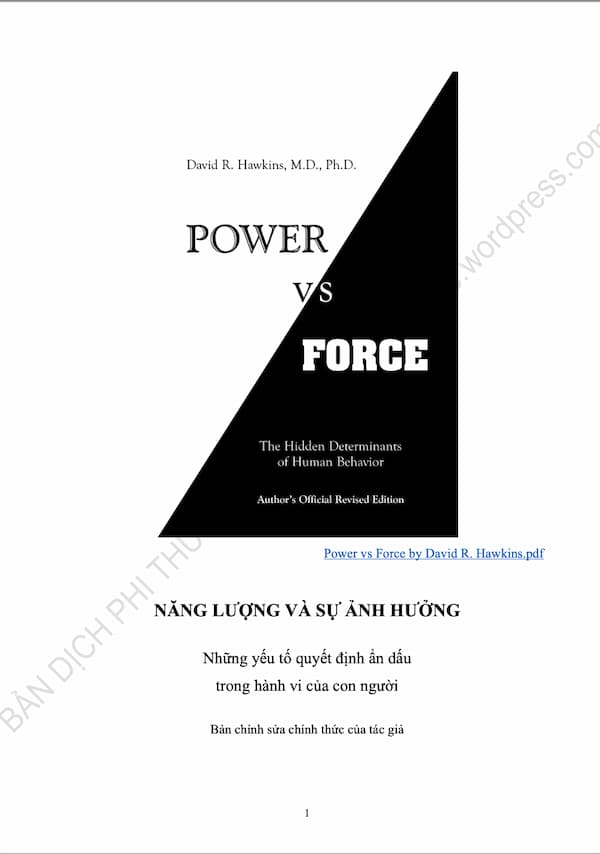 David R. Hawkins, M.D., Ph.D.
POWER
VS
FORCE
The Hidden Determinants
of Human Behavior
Author's Official Revised Edition
Power vs Force by David R. Hawkins.pdf
NĂNG LƯỢNG VÀ SỰ ẢNH HƯỞNG
Những yếu tố quyết định ẩn dấu
trong hành vi của con người
Bản chỉnh sửa chính thức của tác giả
1
BẢN DỊCH PHI THƯ
.wordpress.com